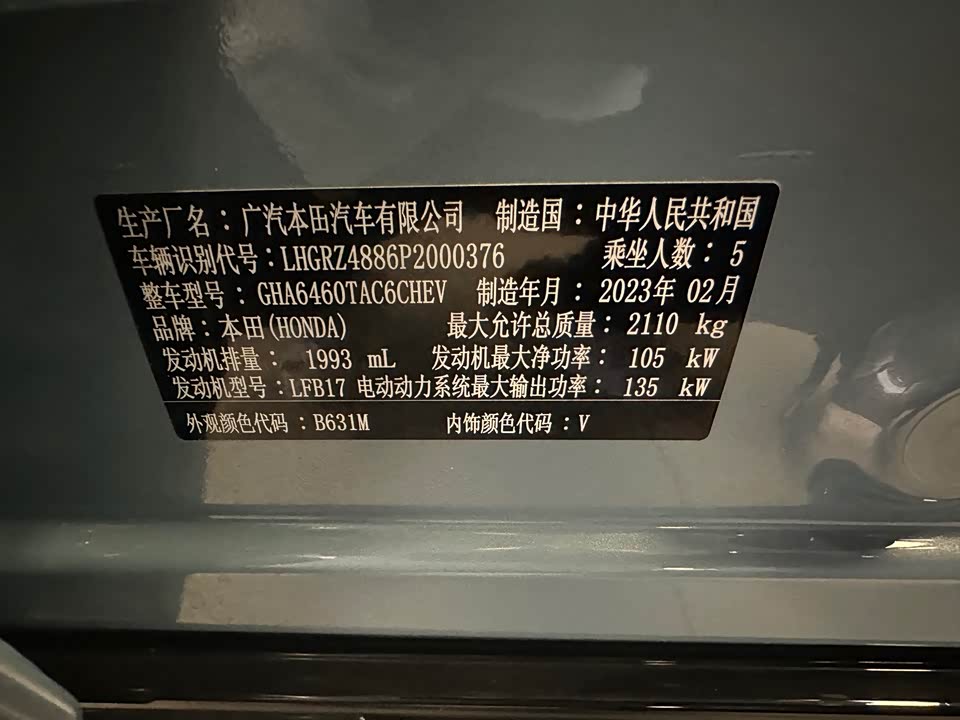 生产厂名：广汽本田汽车有限公司 制造国：中华人民共和国
车辆识别代号：LHGRZ4886P2000376 乘坐人数：5
整车型号：GHA6460TAC6CHEV 制造年月：2023年 02月
品牌：本田(HONDA) 最大允许总质量：2110 kg
发动机排量：1993 mL 发动机最大净功率：105 kW
发动机型号：LFB17 电动动力系统最大输出功率：135 kW
外观颜色代码：B631M 内饰颜色代码：V